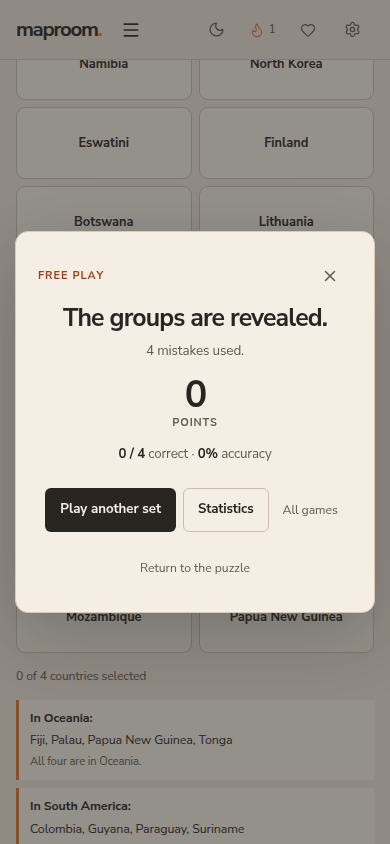 maproom.
1
Namibia
North Korea
Eswatini
Finland
Botswana
Lithuania
FREE PLAY
The groups are revealed.
4 mistakes used.
0
POINTS
0 / 4 correct · 0% accuracy
Play another set
Statistics
All games
Return to the puzzle
Mozambique
Papua New Guinea
0 of 4 countries selected
In Oceania:
Fiji, Palau, Papua New Guinea, Tonga
All four are in Oceania.
In South America:
Colombia, Guyana, Paraguay, Suriname